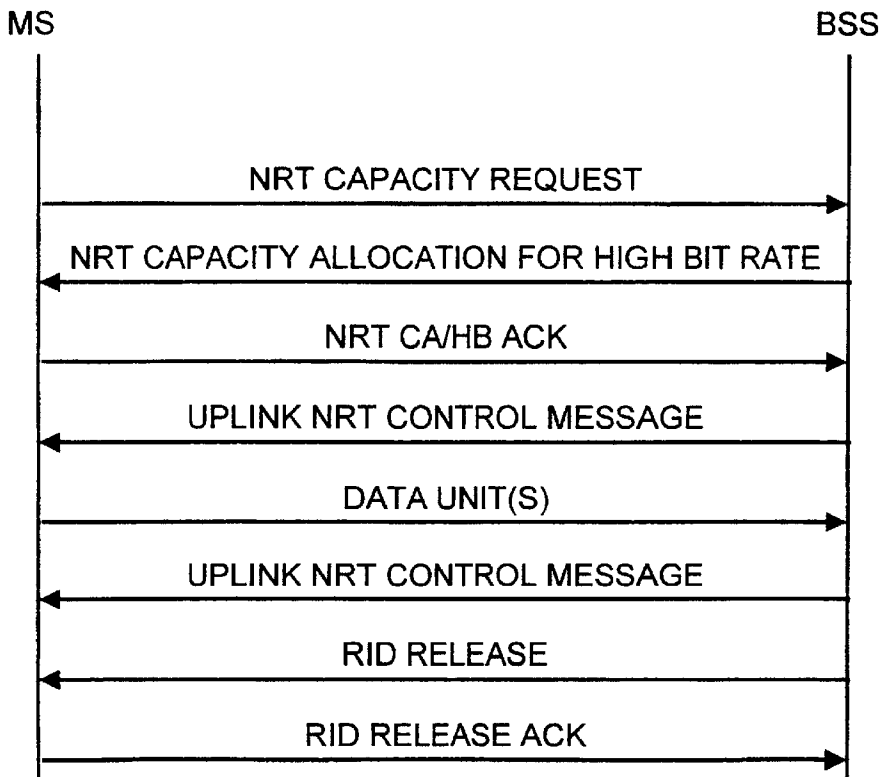 MS
BSS
NRT CAPACITY REQUEST
NRT CAPACITY ALLOCATION FOR HIGH BIT RATE
NRT CA/HB ACK
UPLINK NRT CONTROL MESSAGE
DATA UNIT(S)
UPLINK NRT CONTROL MESSAGE
RID RELEASE
RID RELEASE ACK